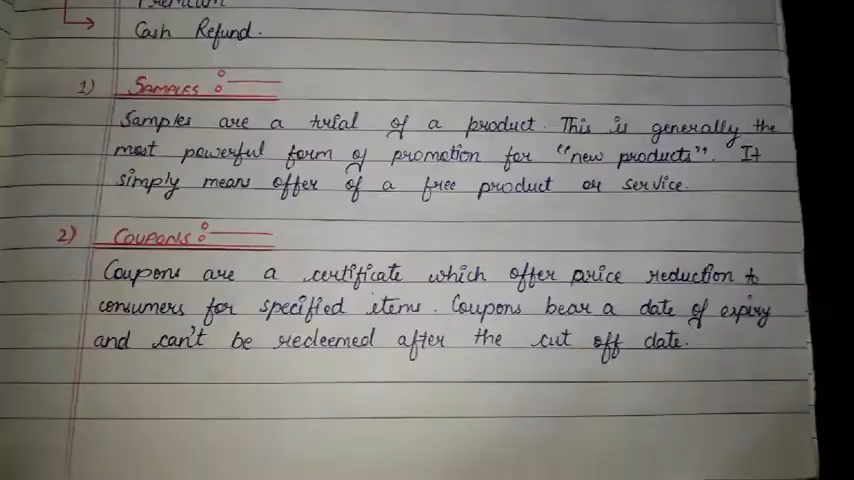 Premium
Cash Refund.
1) SAMPLES :-
Samples are a trial of a product. This is generally the
most powerful form of promotion for "new products". It
simply means offer of a free product or service.
2) COUPONS :-
Coupons are a certificate which offer price reduction to
consumers for specified items. Coupons bear a date of expiry
and can't be redeemed after the cut off date.